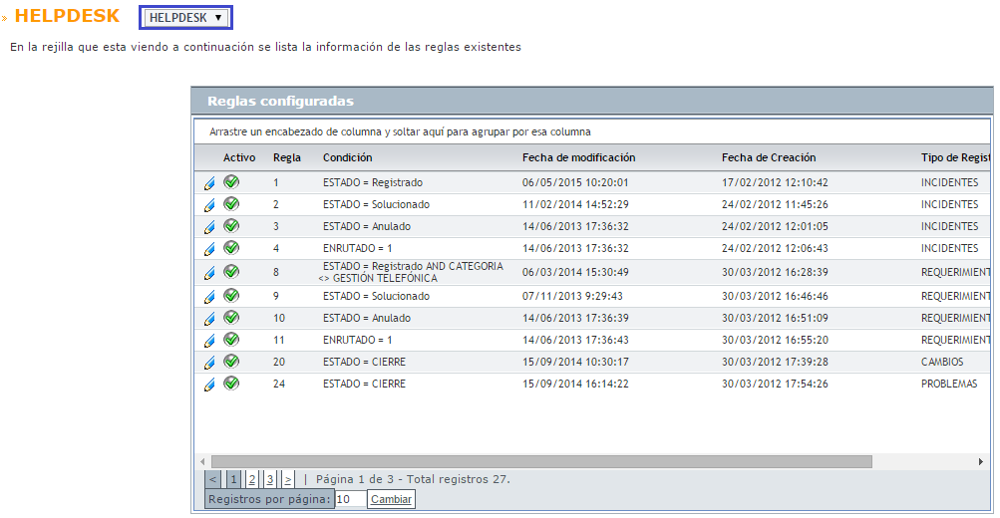 HELPDESK HELPDESK
En la rejilla que esta viendo a continuación se lista la información de las reglas existentes
Reglas configuradas
Arrastre un encabezado de columna y soltar aquí para agrupar por esa columna
Activo Regla Condición Fecha de modificación Fecha de Creación Tipo de Regist
1 ESTADO = Registrado 06/05/2015 10:20:01 17/02/2012 12:10:42 INCIDENTES
2 ESTADO = Solucionado 11/02/2014 14:52:29 24/02/2012 11:45:26 INCIDENTES
3 ESTADO = Anulado 14/06/2013 17:36:32 24/02/2012 12:01:05 INCIDENTES
4 ENRUTADO = 1 14/06/2013 17:36:32 24/02/2012 12:06:43 INCIDENTES
8 ESTADO = Registrado AND CATEGORIA
<> GESTIÓN TELEFÓNICA 06/03/2014 15:30:49 30/03/2012 16:28:39 REQUERIMIENT
9 ESTADO = Solucionado 07/11/2013 9:29:43 30/03/2012 16:46:46 REQUERIMIENT
10 ESTADO = Anulado 14/06/2013 17:36:39 30/03/2012 16:51:09 REQUERIMIENT
11 ENRUTADO = 1 14/06/2013 17:36:43 30/03/2012 16:55:20 REQUERIMIENT
20 ESTADO = CIERRE 15/09/2014 10:30:17 30/03/2012 17:39:28 CAMBIOS
24 ESTADO = CIERRE 15/09/2014 16:14:22 30/03/2012 17:54:26 PROBLEMAS
< 1 2 3 > | Página 1 de 3 - Total registros 27.
Registros por página: 10 Cambiar